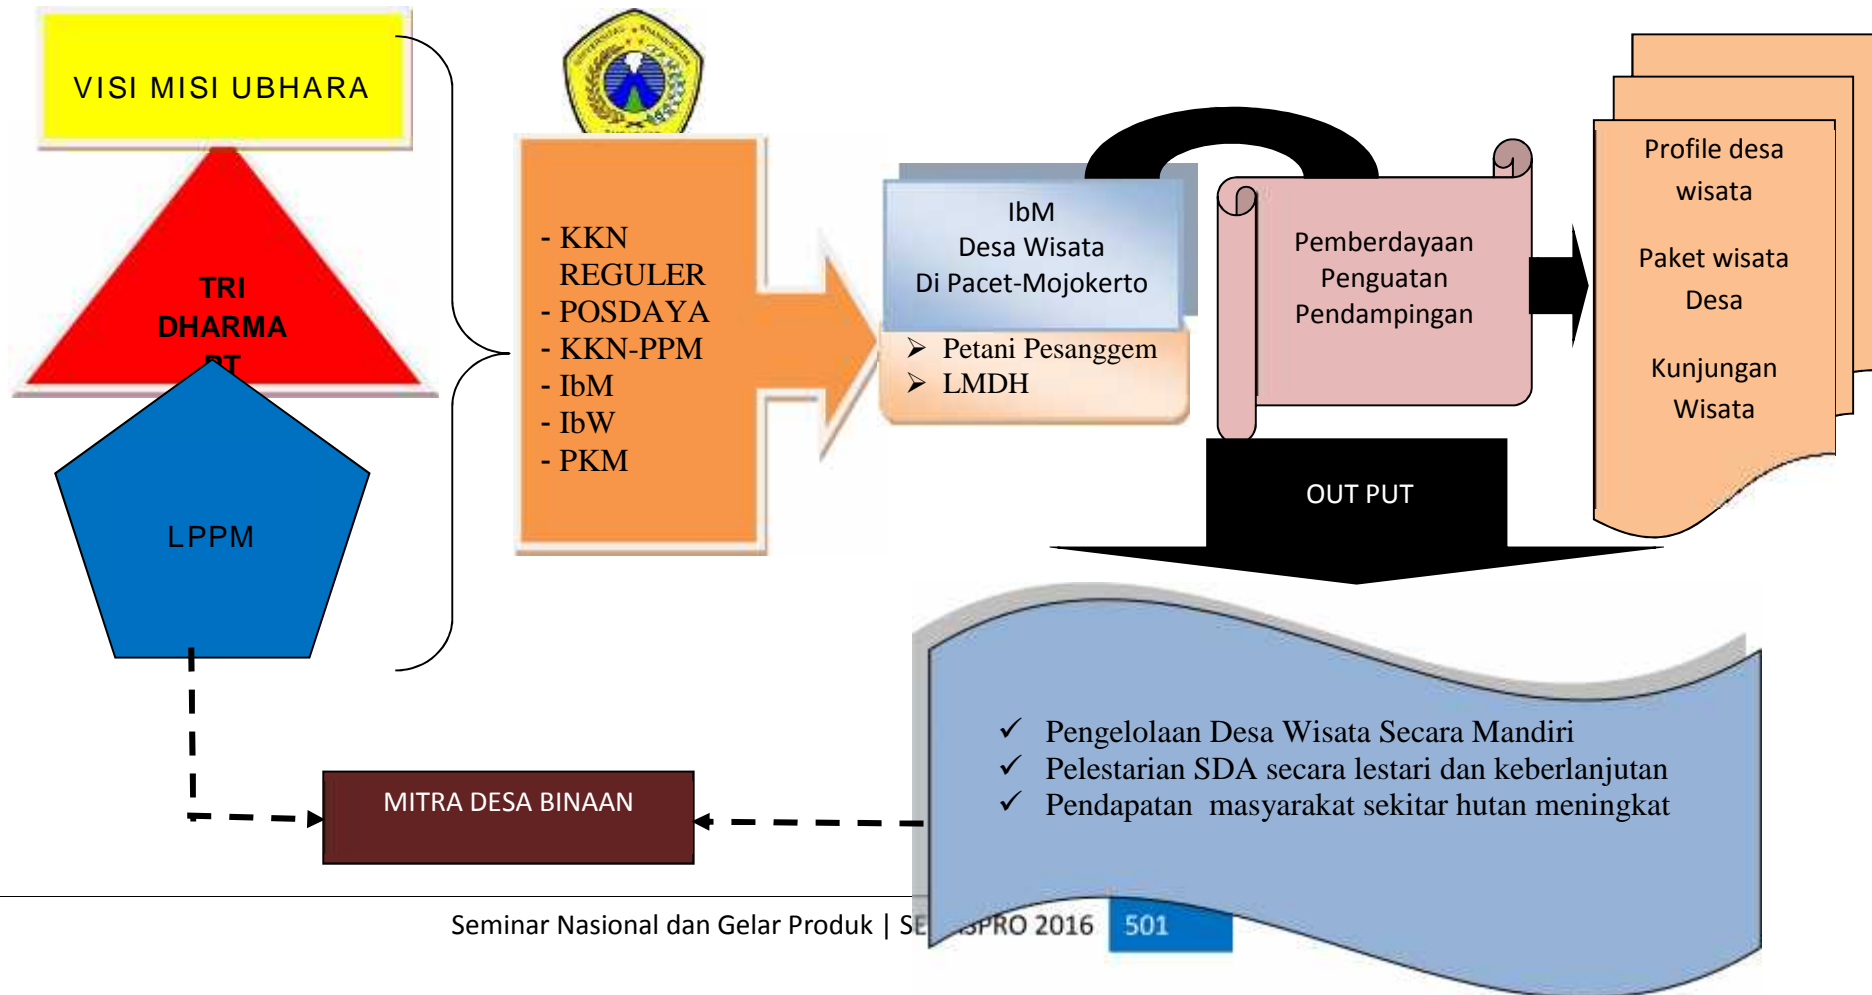 VISI MISI UBHARA
TRI
DHARMA
PT
LPPM
- KKN
REGULER
- POSDAYA
- KKN-PPM
- IbM
- IbW
- PKM
IbM
Desa Wisata
Di Pacet-Mojokerto
➢ Petani Pesanggem
➢ LMDH
Pemberdayaan
Penguatan
Pendampingan
Profile desa
wisata
Paket wisata
Desa
Kunjungan
Wisata
OUT PUT
✓ Pengelolaan Desa Wisata Secara Mandiri
✓ Pelestarian SDA secara lestari dan keberlanjutan
✓ Pendapatan masyarakat sekitar hutan meningkat
MITRA DESA BINAAN
Seminar Nasional dan Gelar Produk | 2016 501